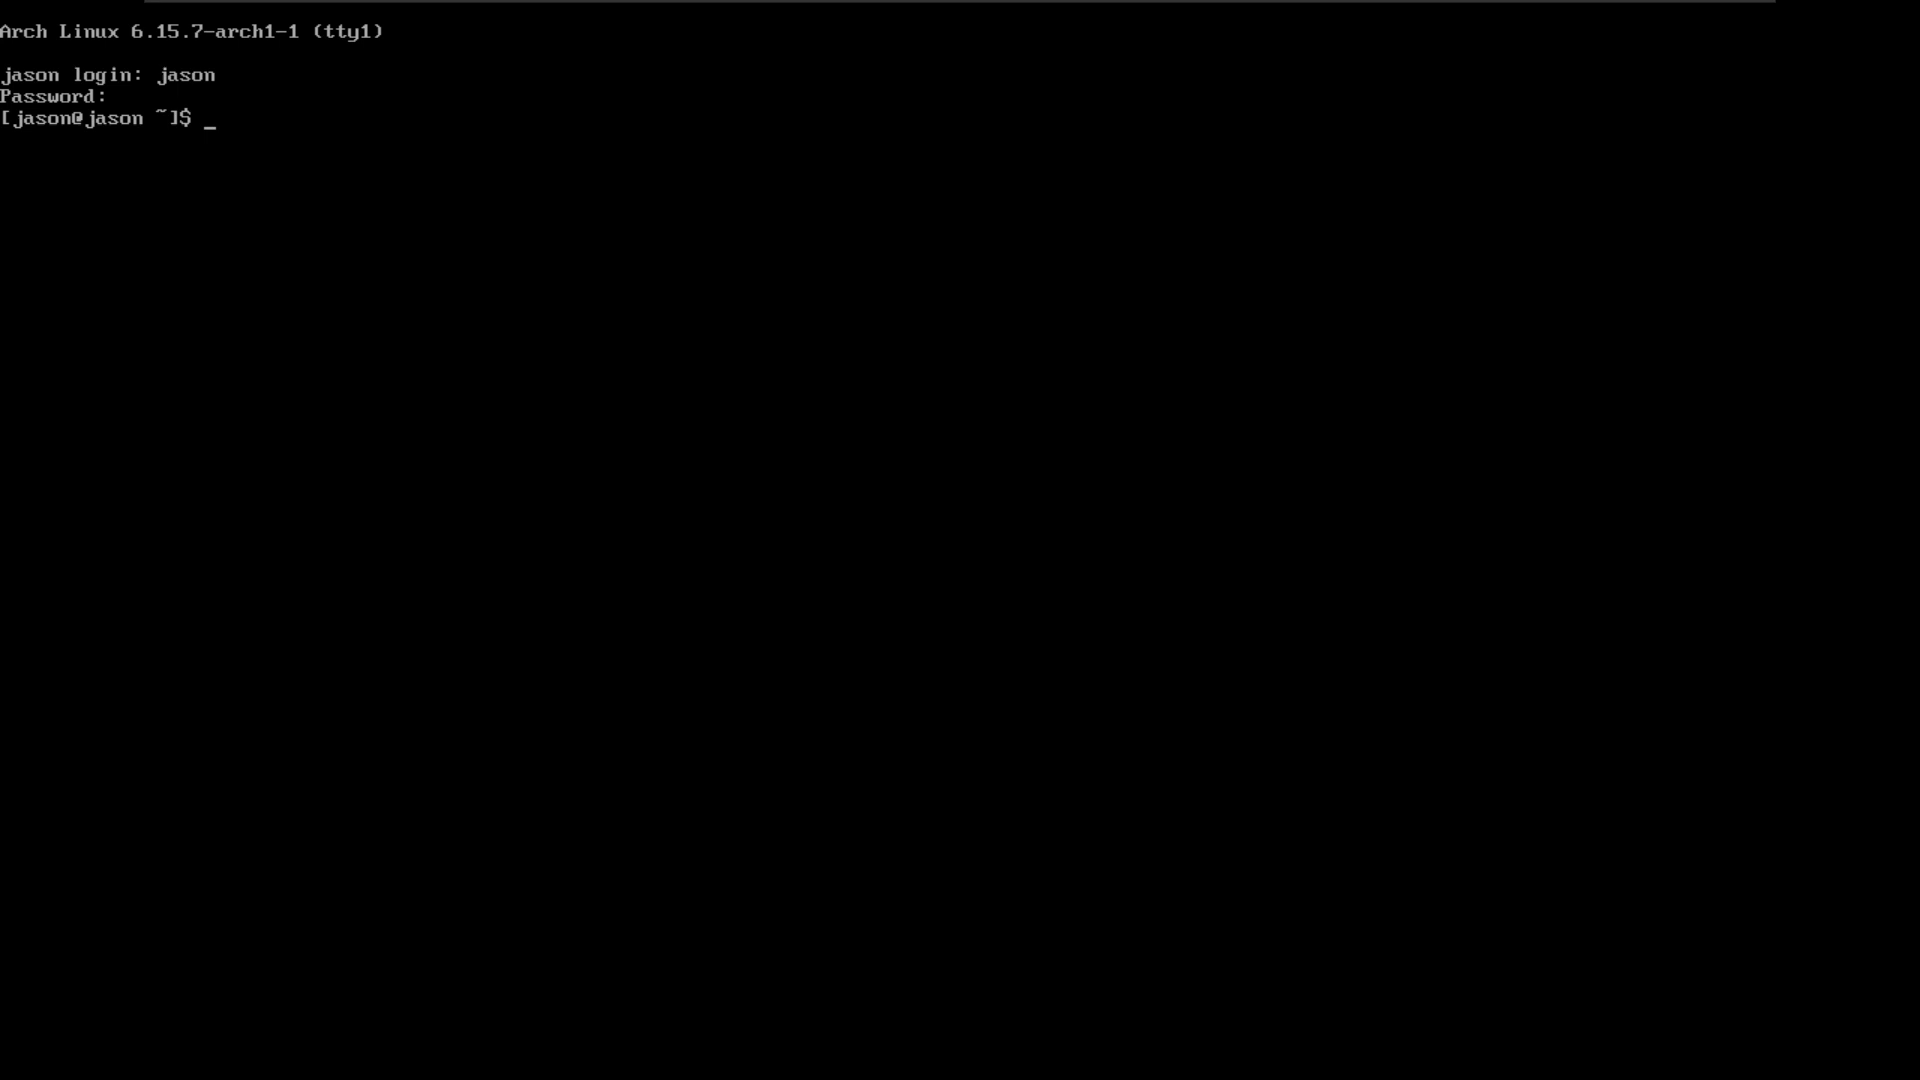 Arch Linux 6.15.7-arch1-1 (tty1)
jason login: jason
Password:
[jason@jason ~]$ _